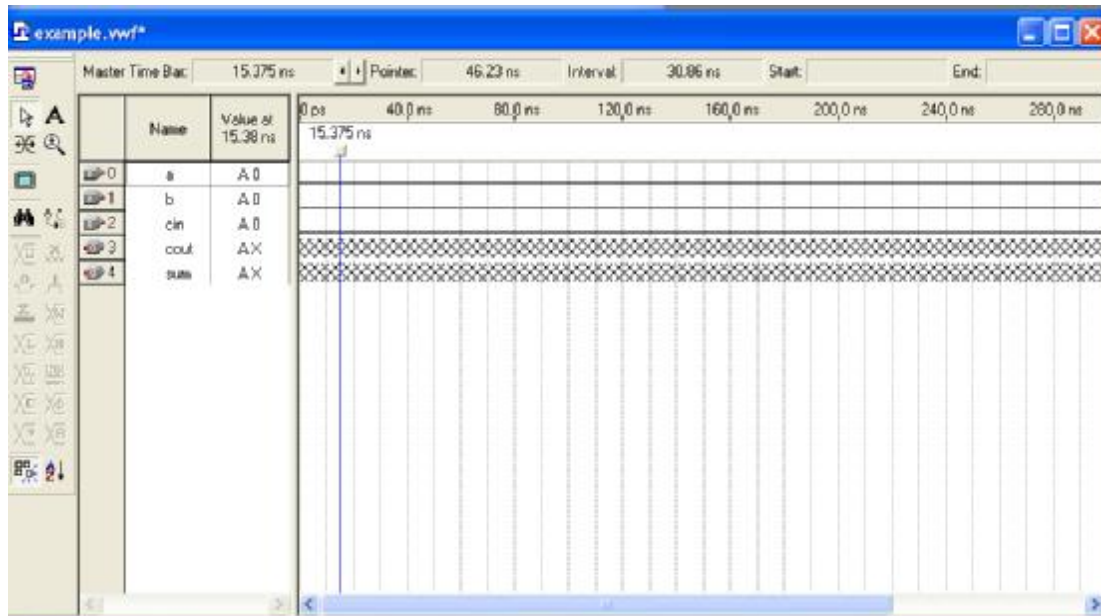 example.vwf*
Master Time Bar: 15.375 ns Pointer: 46.23 ns Interval: 30.86 ns Start: End:
Name Value at 15.38 ns 0 ps 40.0 ns 80.0 ns 120.0 ns 160.0 ns 200.0 ns 240.0 ns 280.0 ns
15.375 ns
0 a A 0
1 b A 0
2 cin A 0
3 cout A X
4 sum A X